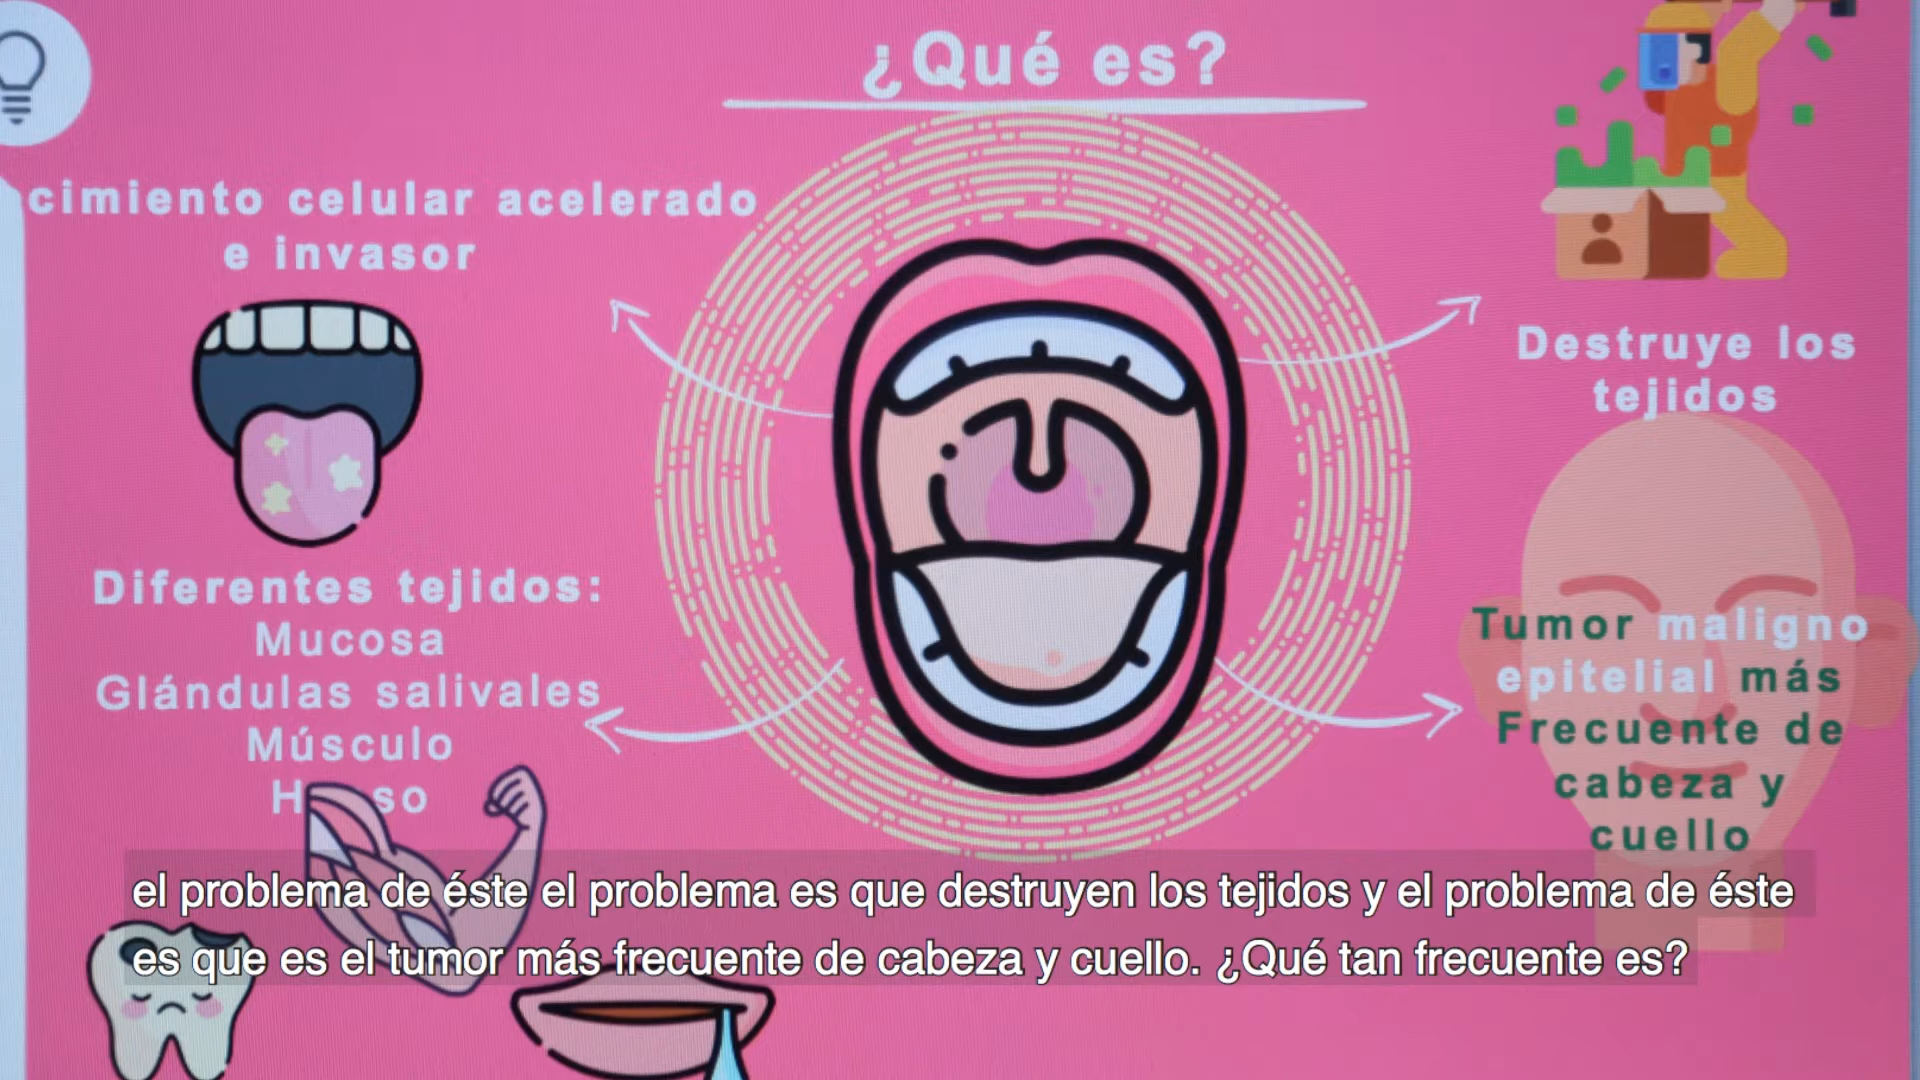 ¿Qué es?
cimiento celular acelerado
e invasor
Destruye los
tejidos
Diferentes tejidos:
Mucosa
Glándulas salivales
Músculo
Tumor maligno
epitelial más
Frecuente de
cabeza y
cuello
el problema de éste el problema es que destruyen los tejidos y el problema de éste
es que es el tumor más frecuente de cabeza y cuello. ¿Qué tan frecuente es?